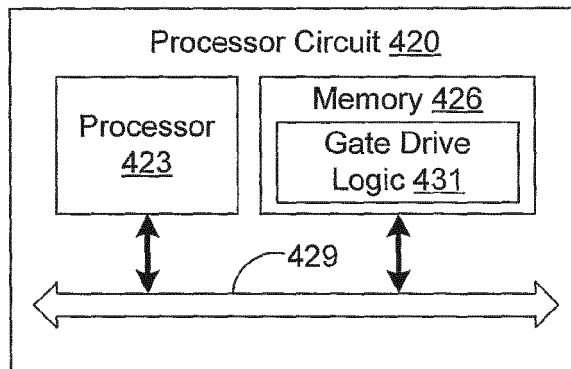 Processor Circuit 420
Processor
423
Memory 426
Gate Drive
Logic 431
429